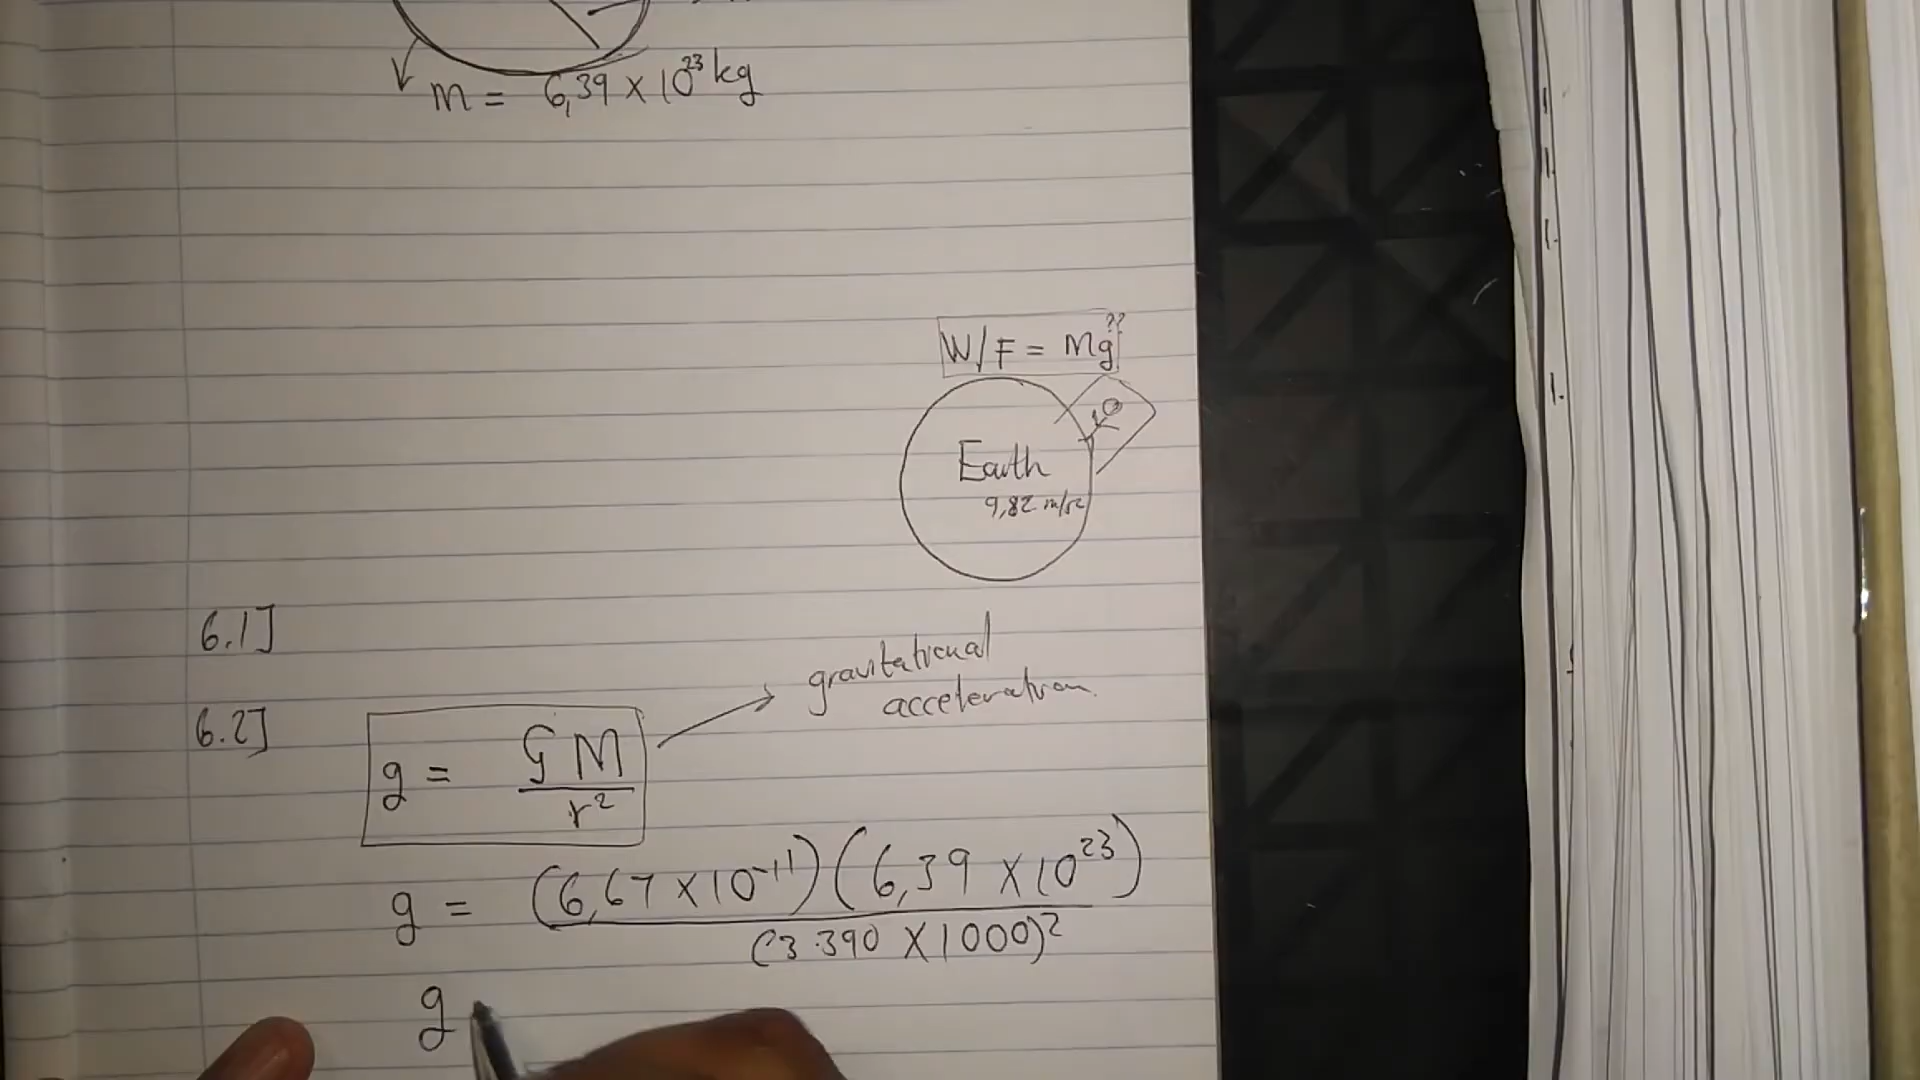 m = 6,39 × 10²³ kg
??
W/F = Mg
Earth
9,82 m/s²
6.1]
6.2]
g = GM / r²
gravitational
acceleration.
g = (6,67 × 10⁻¹¹)(6,39 × 10²³)
(3.390 × 1000)²
g